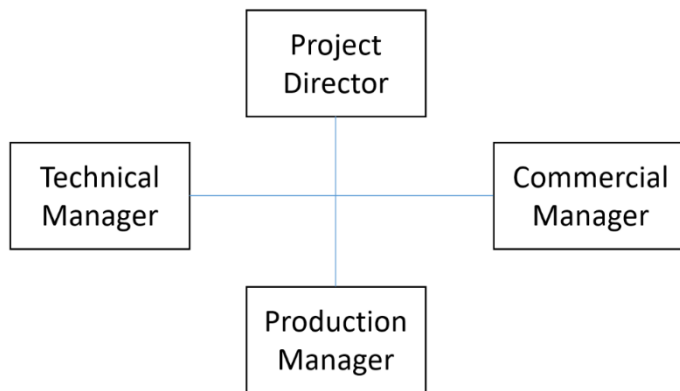 Project
Director
Technical
Manager
Commercial
Manager
Production
Manager